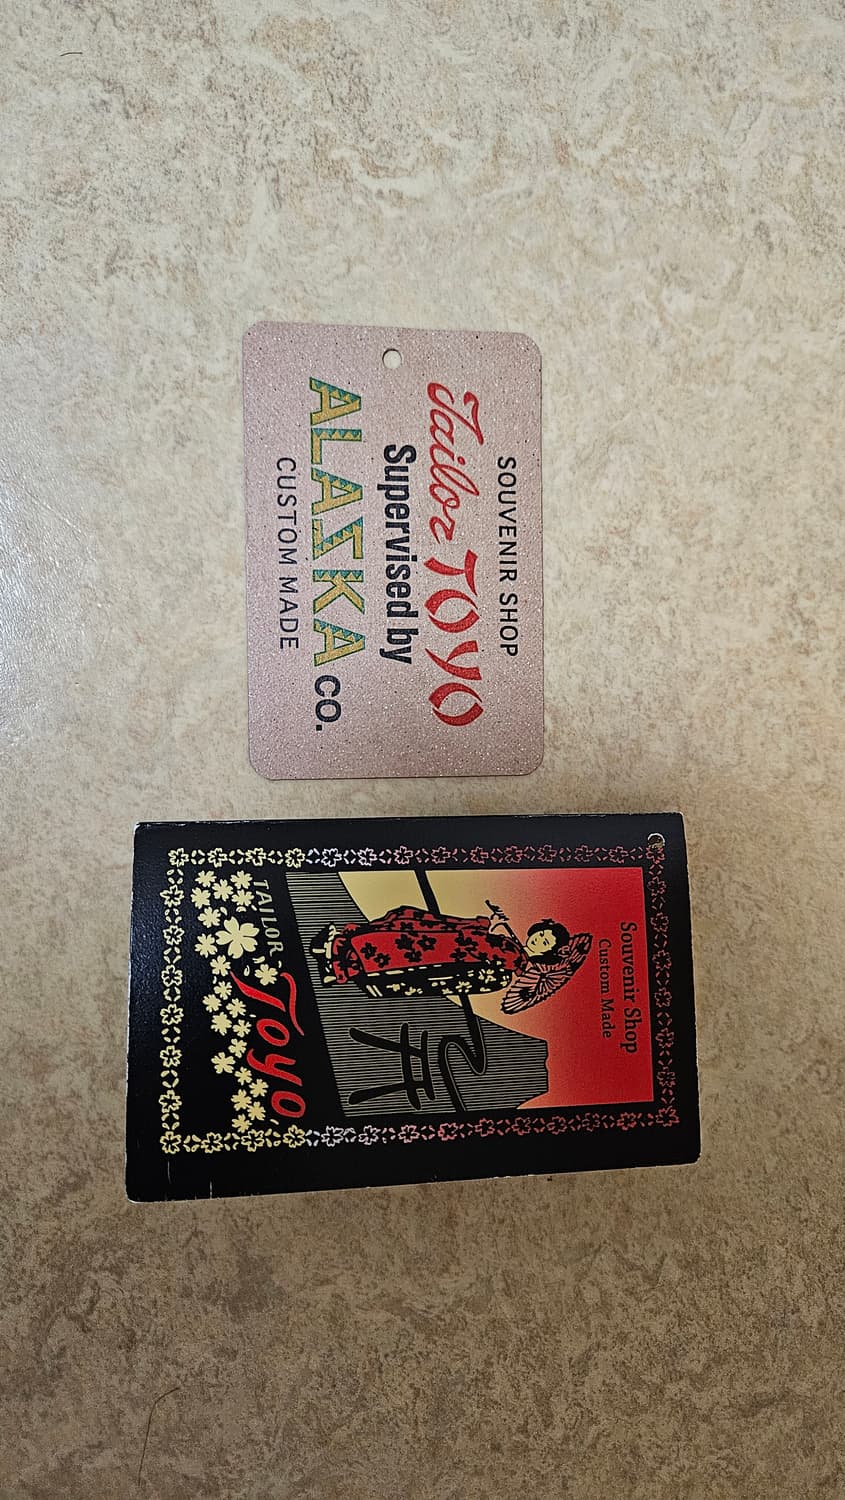 SOUVENIR SHOP
Tailor TOYO
Supervised by
ALASKA CO.
CUSTOM MADE
Souvenir Shop
Custom Made
TAILOR
Toyo